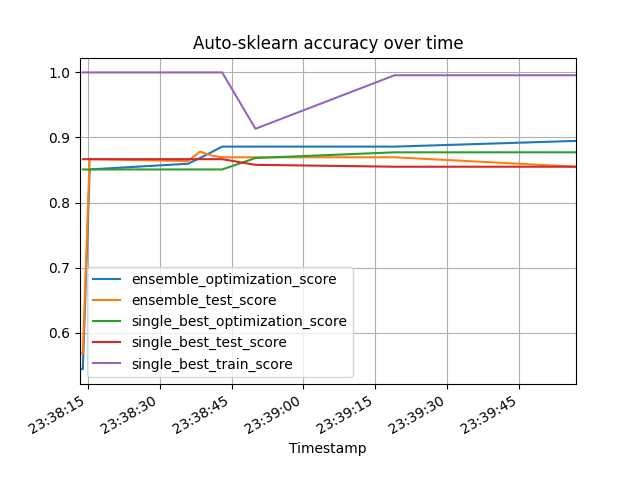 Auto-sklearn accuracy over time
1.0
0.9
0.8
0.7
0.6
ensemble_optimization_score
ensemble_test_score
single_best_optimization_score
single_best_test_score
single_best_train_score
23:38:15
23:38:30
23:38:45
23:39:00
23:39:15
23:39:30
23:39:45
Timestamp